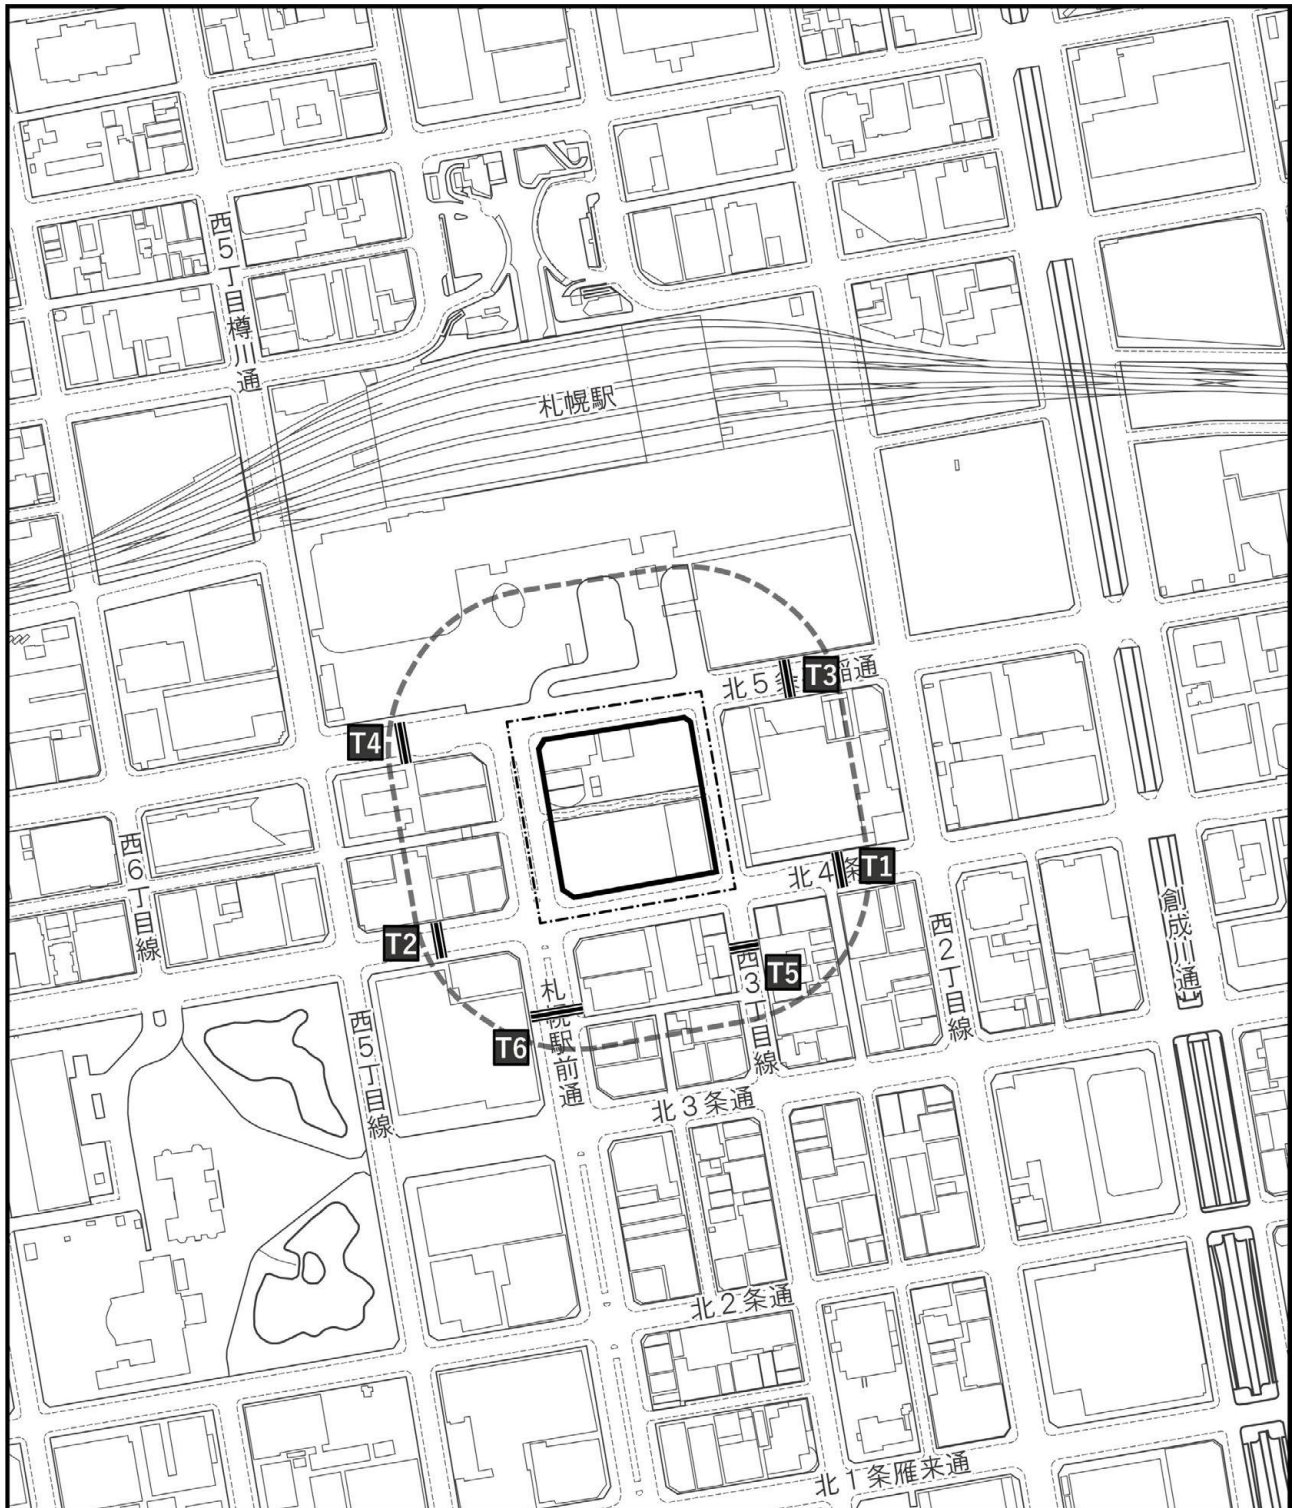 西5丁目樽川通
札幌駅
T3
北5条
稲通
T4
T1
北4条
西6丁目線
T2
西2丁目線
創成川通
T5
西3丁目線
札幌駅前通
T6
西5丁目線
北3条通
北2条通
北1条雁来通